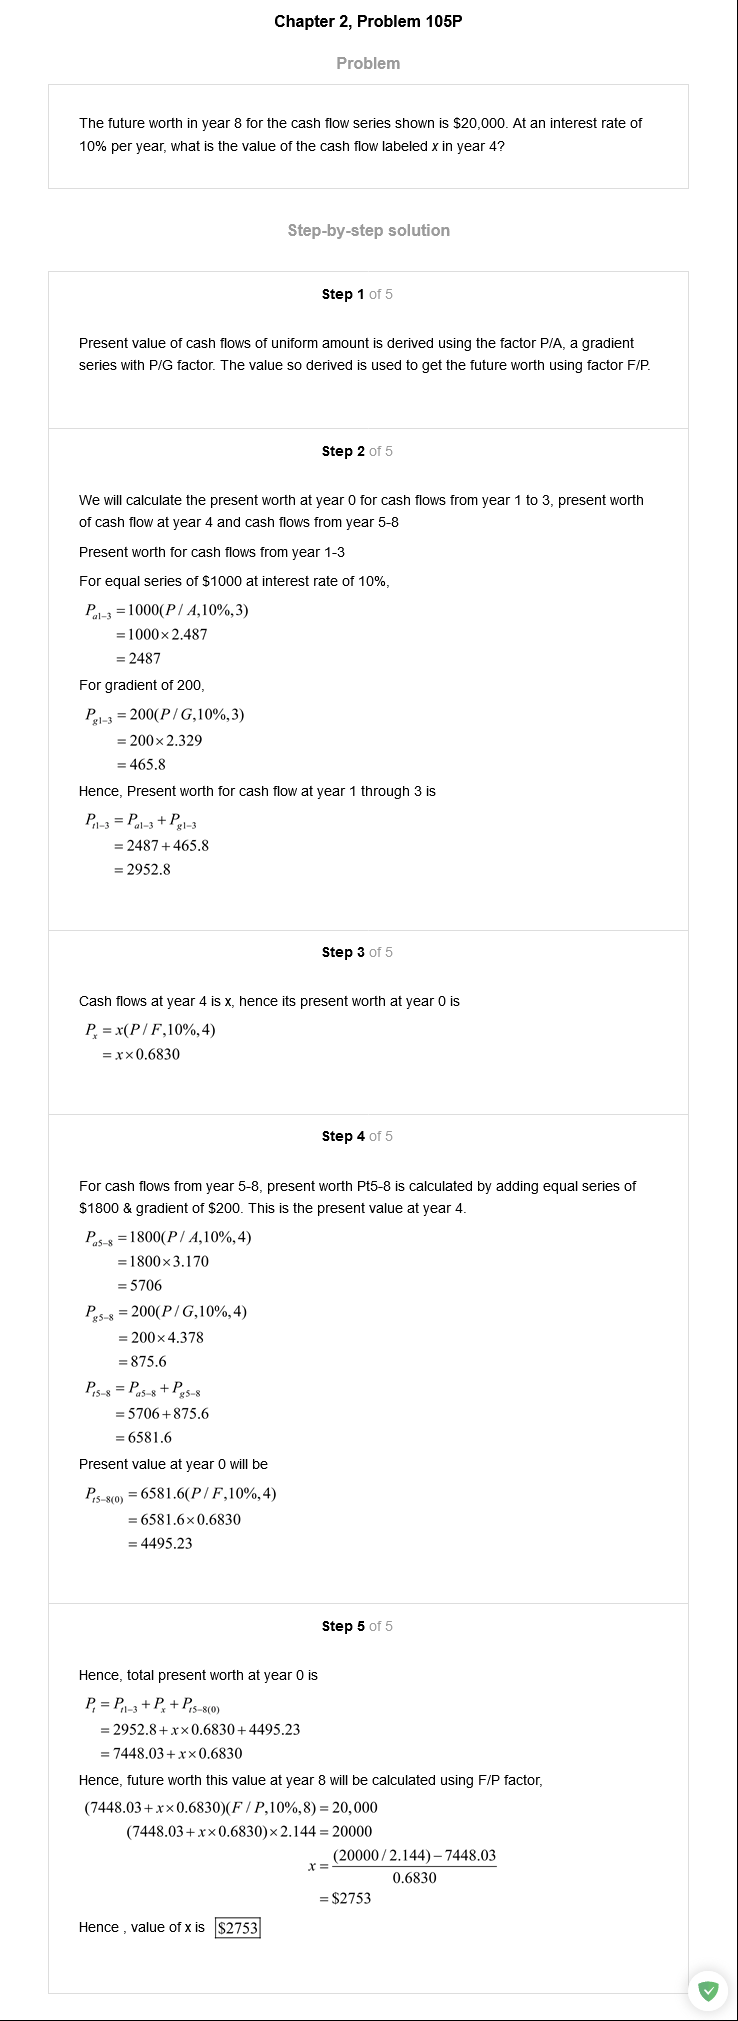 Chapter 2, Problem 105P
Problem
The future worth in year 8 for the cash flow series shown is $20,000. At an interest rate of
10% per year, what is the value of the cash flow labeled x in year 4?
Step-by-step solution
Step 1 of 5
Present value of cash flows of uniform amount is derived using the factor P/A, a gradient
series with P/G factor. The value so derived is used to get the future worth using factor F/P.
Step 2 of 5
We will calculate the present worth at year 0 for cash flows from year 1 to 3, present worth
of cash flow at year 4 and cash flows from year 5-8
Present worth for cash flows from year 1-3
For equal series of $1000 at interest rate of 10%,
P_{a1–3} = 1000(P / A,10%,3)
= 1000 × 2.487
= 2487
For gradient of 200,
P_{g1–3} = 200(P / G,10%,3)
= 200 × 2.329
= 465.8
Hence, Present worth for cash flow at year 1 through 3 is
P_{t1–3} = P_{a1–3} + P_{g1–3}
= 2487 + 465.8
= 2952.8
Step 3 of 5
Cash flows at year 4 is x, hence its present worth at year 0 is
P_x = x(P / F,10%,4)
= x × 0.6830
Step 4 of 5
For cash flows from year 5-8, present worth Pt5-8 is calculated by adding equal series of
$1800 & gradient of $200. This is the present value at year 4.
P_{a5–8} = 1800(P / A,10%,4)
= 1800 × 3.170
= 5706
P_{g5–8} = 200(P / G,10%,4)
= 200 × 4.378
= 875.6
P_{t5–8} = P_{a5–8} + P_{g5–8}
= 5706 + 875.6
= 6581.6
Present value at year 0 will be
P_{t5–8(0)} = 6581.6(P / F,10%,4)
= 6581.6 × 0.6830
= 4495.23
Step 5 of 5
Hence, total present worth at year 0 is
P_t = P_{t1–3} + P_x + P_{t5–8(0)}
= 2952.8 + x × 0.6830 + 4495.23
= 7448.03 + x × 0.6830
Hence, future worth this value at year 8 will be calculated using F/P factor,
(7448.03 + x × 0.6830)(F / P,10%,8) = 20,000
(7448.03 + x × 0.6830) × 2.144 = 20000
x = \frac{(20000 / 2.144) – 7448.03}{0.6830}
= $2753
Hence , value of x is $2753